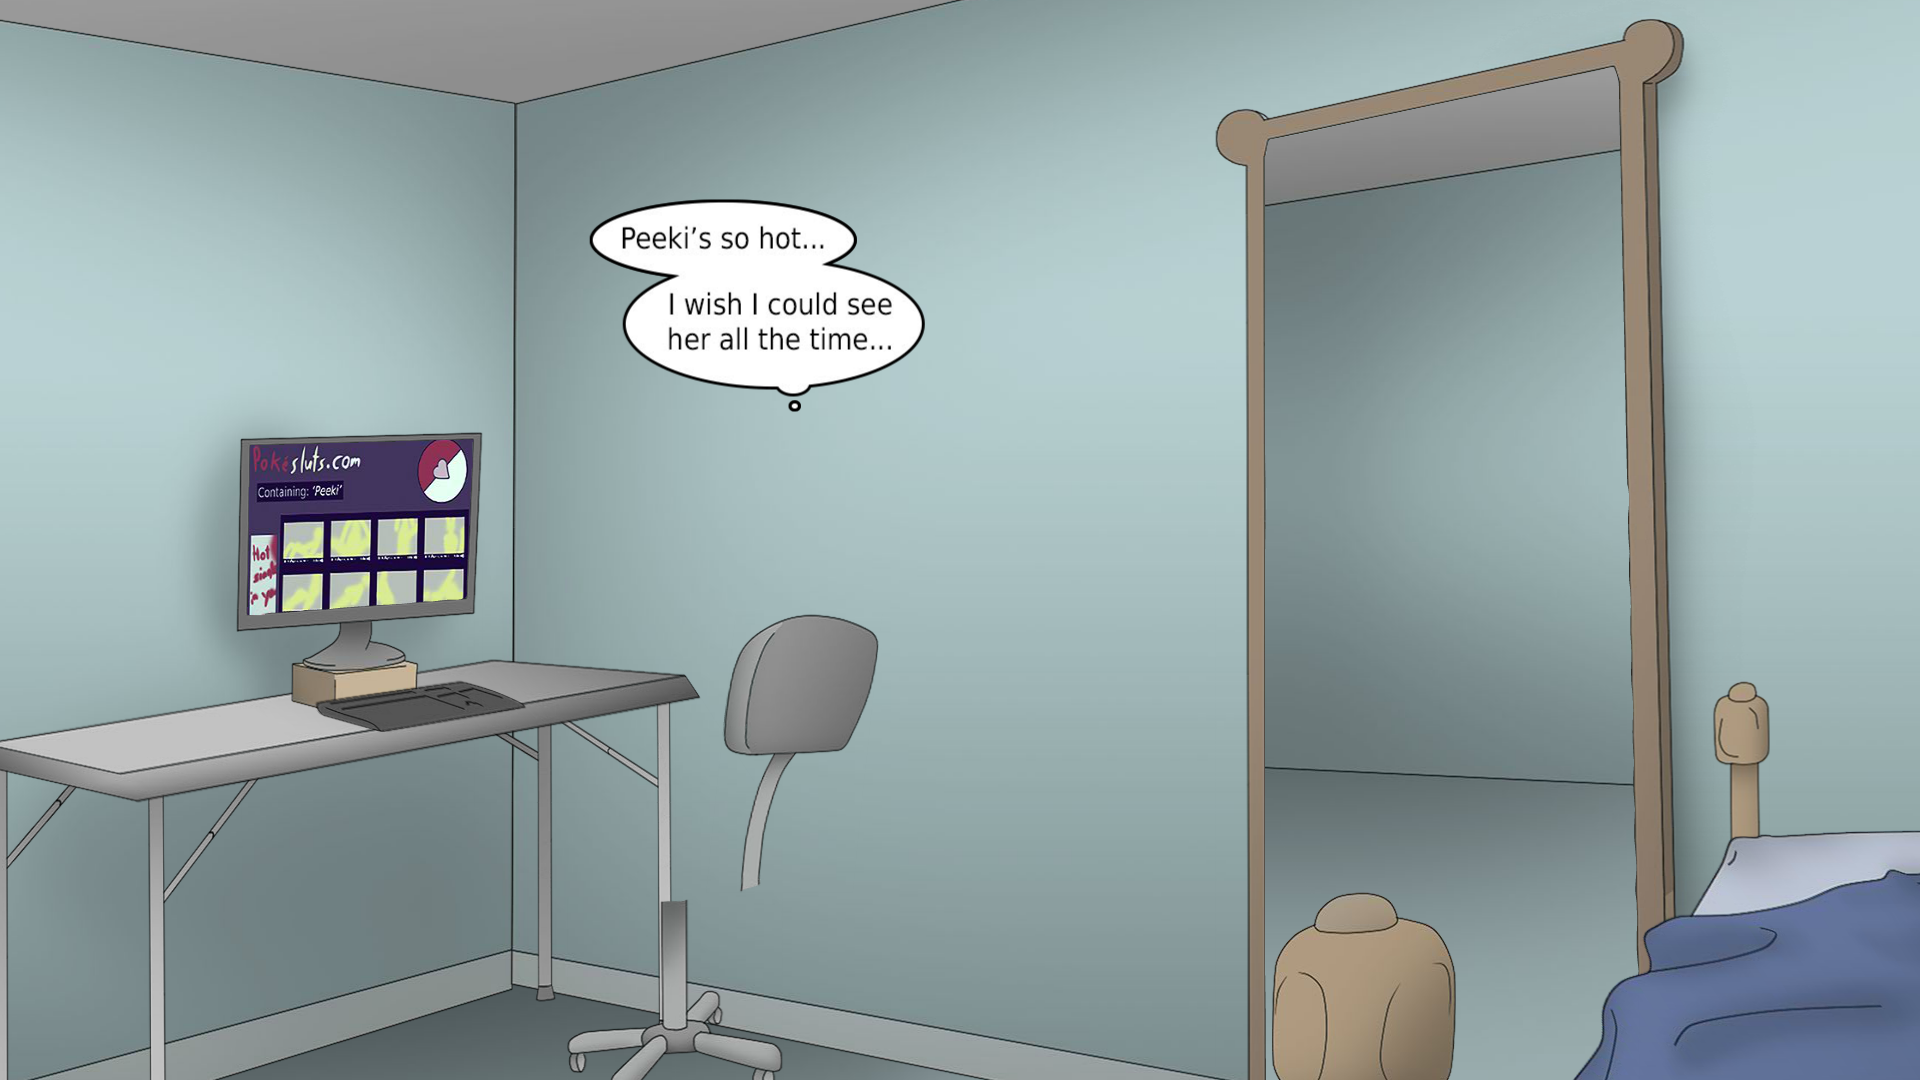 Peeki's so hot...
I wish I could see
her all the time...
Pokésluts.com
Containing: 'Peeki'
Hot